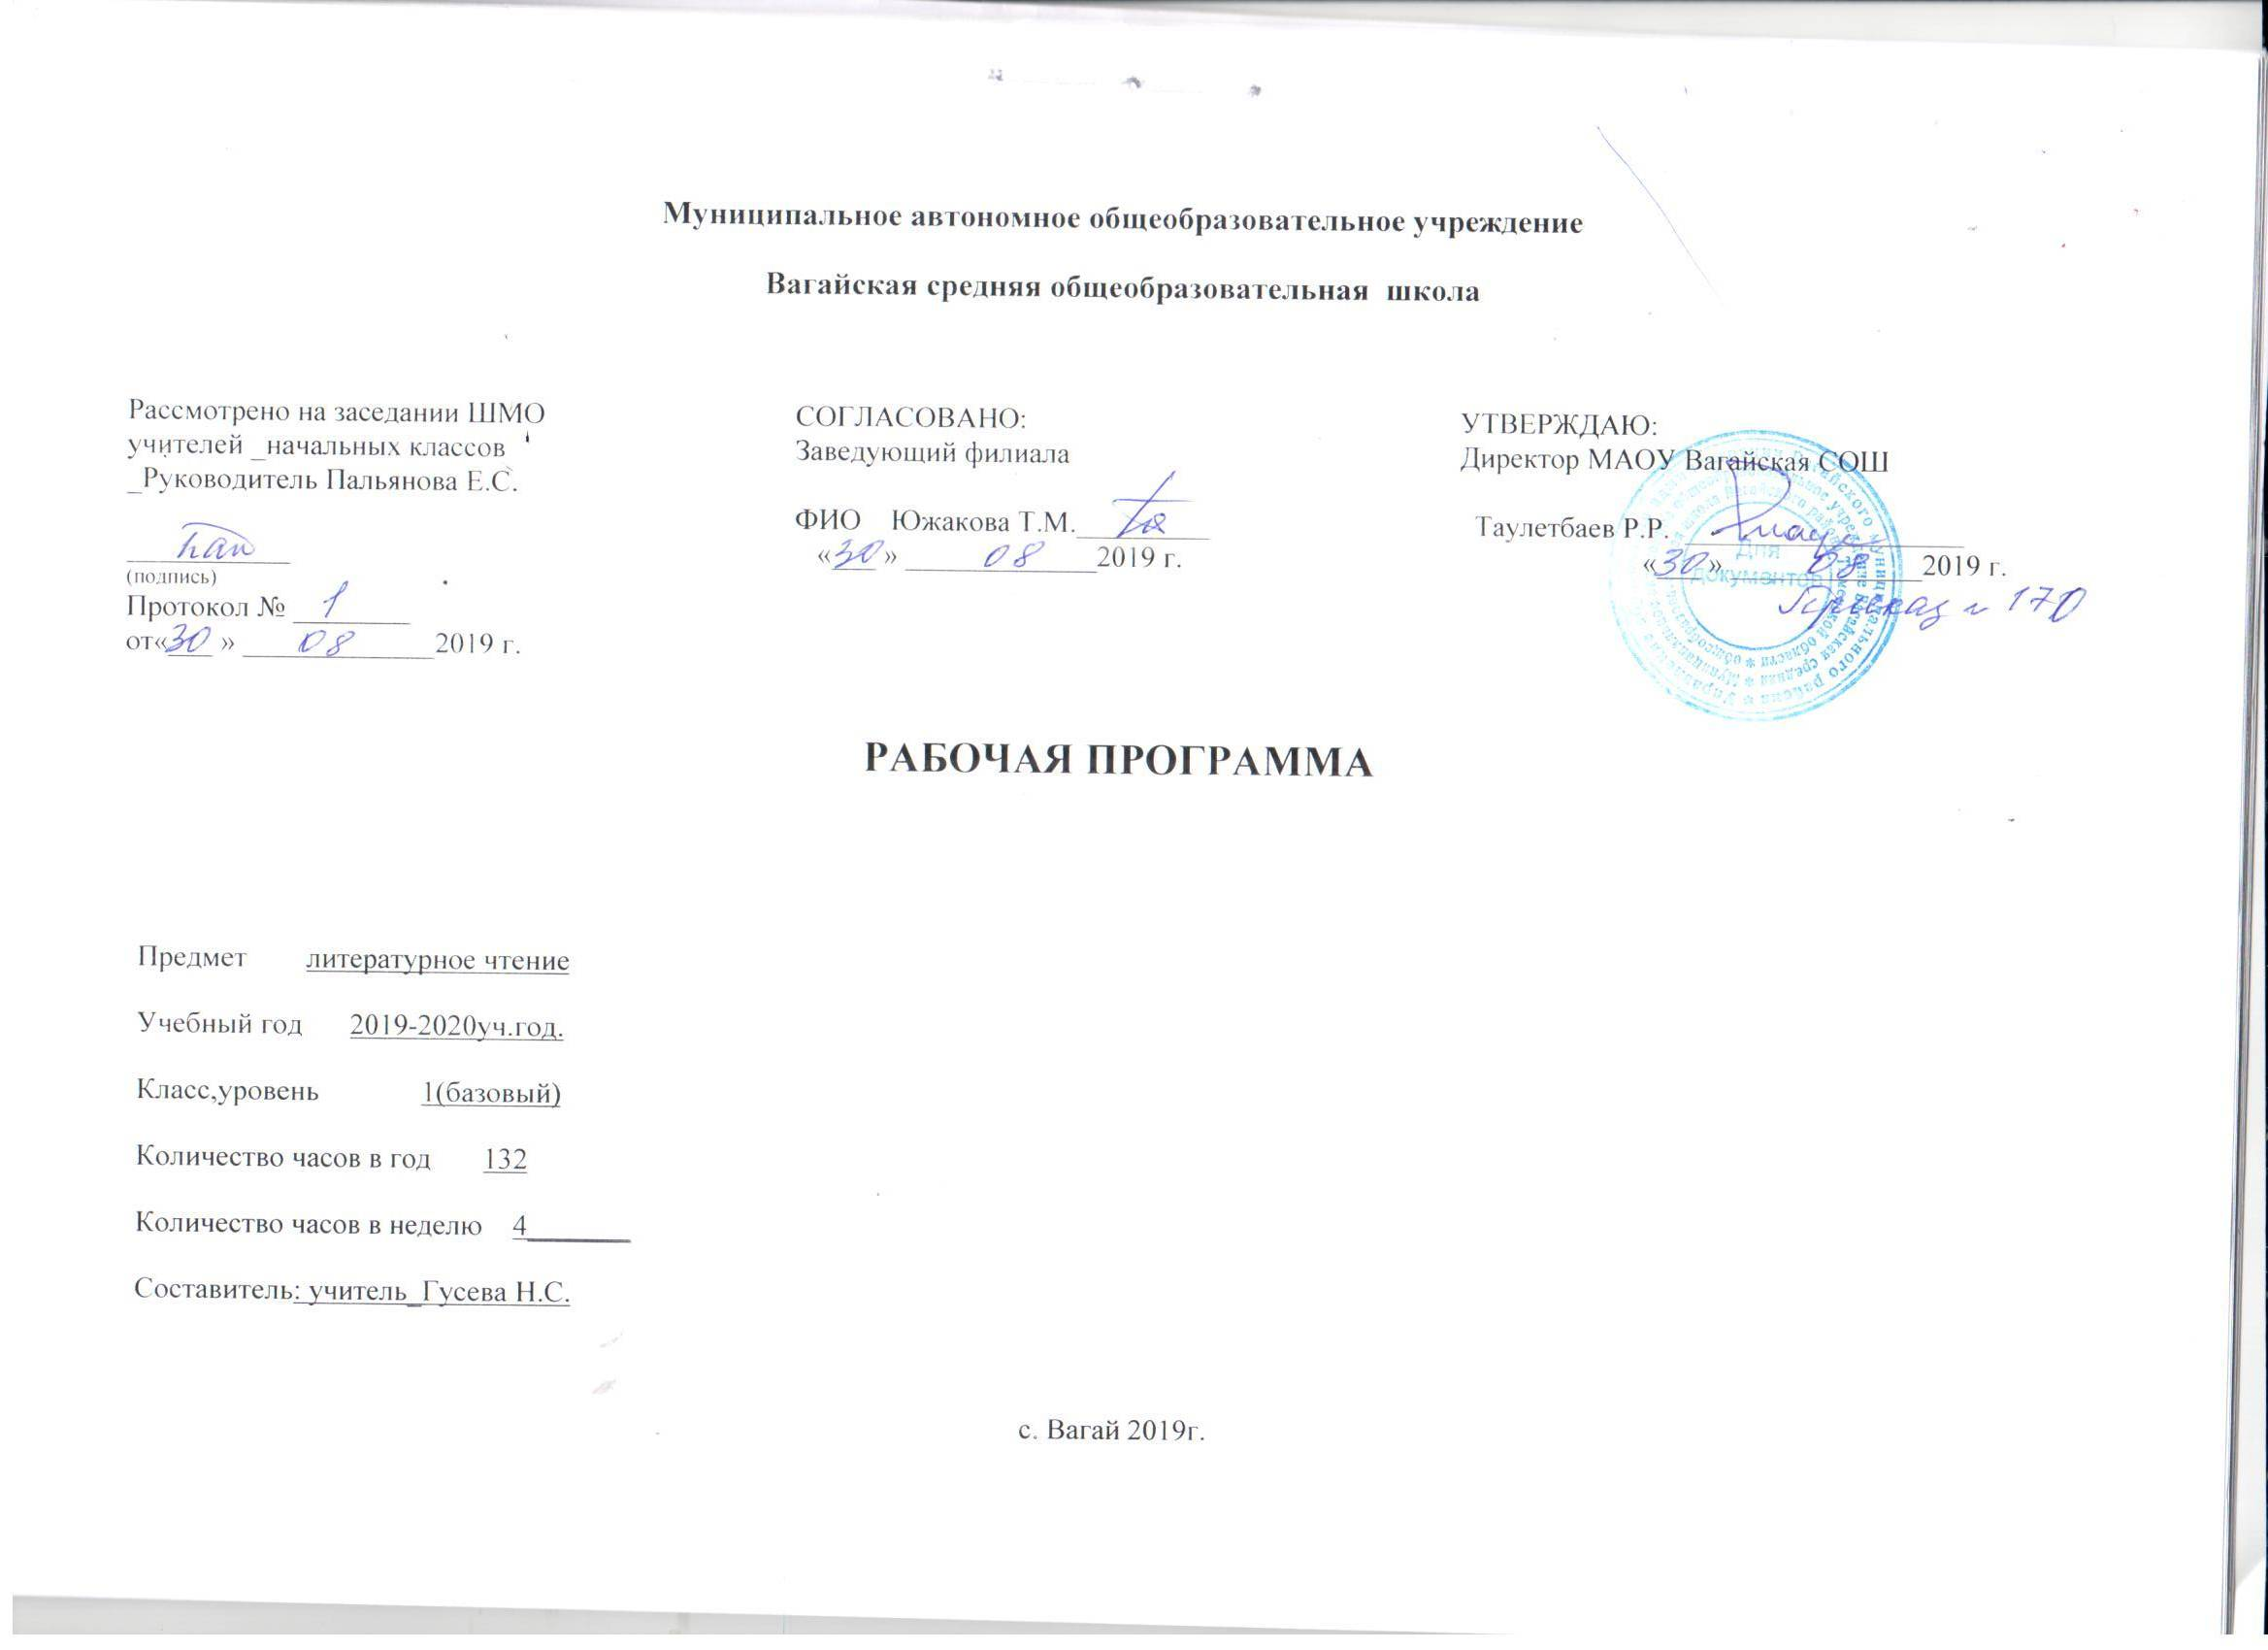 Муниципальное автономное общеобразовательное учреждение
Вагайская средняя общеобразовательная школа
Рассмотрено на заседании ШМО
учителей _начальных классов
_Руководитель Пальянова Е.С.
(подпись)
Протокол № 1
от«30 » 08 2019 г.
СОГЛАСОВАНО:
Заведующий филиала
ФИО Южакова Т.М.
«30 » 08 2019 г.
УТВЕРЖДАЮ:
Директор МАОУ Вагайская СОШ
Таулетбаев Р.Р.
«30 » 08 2019 г.
Приказ № 170
Для
документов
РАБОЧАЯ ПРОГРАММА
Предмет литературное чтение
Учебный год 2019-2020уч.год.
Класс,уровень 1(базовый)
Количество часов в год 132
Количество часов в неделю 4
Составитель: учитель_Гусева Н.С.
с. Вагай 2019г.